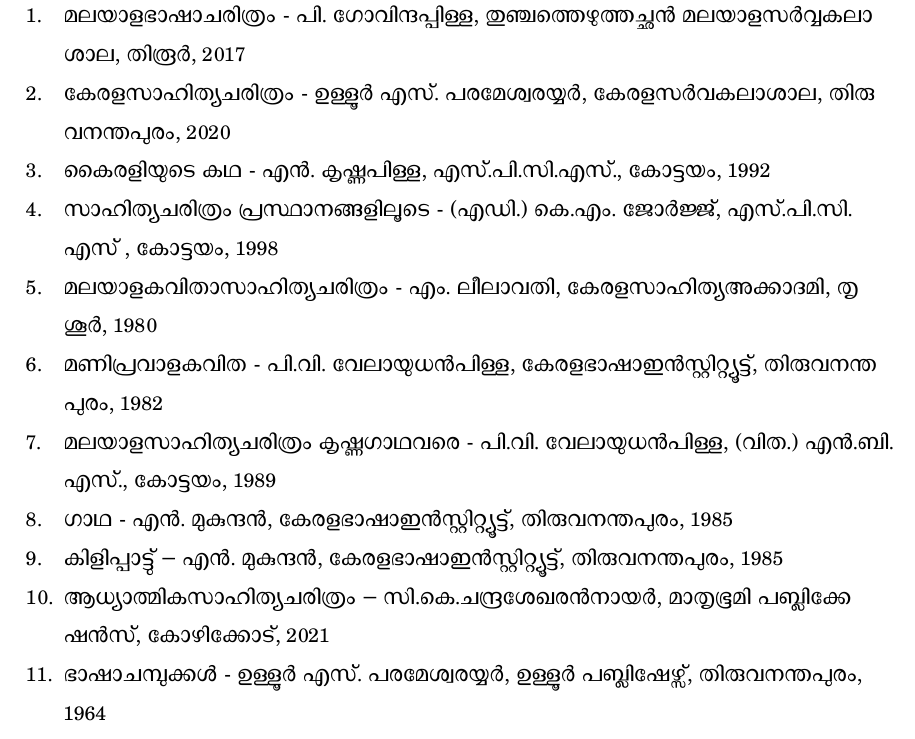 1. മലയാളഭാഷാചരിത്രം - പി. ഗോവിന്ദപ്പിള്ള, തുഞ്ചത്തെഴുത്തച്ഛൻ മലയാളസർവ്വകലാ
ശാല, തിരൂർ, 2017
2. കേരളസാഹിത്യചരിത്രം - ഉള്ളൂർ എസ്. പരമേശ്വരയ്യർ, കേരളസർവകലാശാല, തിരു
വനന്തപുരം, 2020
3. കൈരളിയുടെ കഥ - എൻ. കൃഷ്ണപിള്ള, എസ്.പി.സി.എസ്., കോട്ടയം, 1992
4. സാഹിത്യചരിത്രം പ്രസ്ഥാനങ്ങളിലൂടെ - (എഡി.) കെ.എം. ജോർജ്ജ്, എസ്.പി.സി.
എസ് , കോട്ടയം, 1998
5. മലയാളകവിതാസാഹിത്യചരിത്രം - എം. ലീലാവതി, കേരളസാഹിത്യഅക്കാദമി, തൃ
ശൂർ, 1980
6. മണിപ്രവാളകവിത - പി.വി. വേലായുധൻപിള്ള, കേരളഭാഷാഇൻസ്റ്റിറ്റ്യൂട്ട്, തിരുവനന്ത
പുരം, 1982
7. മലയാളസാഹിത്യചരിത്രം കൃഷ്ണഗാഥവരെ - പി.വി. വേലായുധൻപിള്ള, (വിത.) എൻ.ബി.
എസ്., കോട്ടയം, 1989
8. ഗാഥ - എൻ. മുകുന്ദൻ, കേരളഭാഷാഇൻസ്റ്റിറ്റ്യൂട്ട്, തിരുവനന്തപുരം, 1985
9. കിളിപ്പാട്ട് – എൻ. മുകുന്ദൻ, കേരളഭാഷാഇൻസ്റ്റിറ്റ്യൂട്ട്, തിരുവനന്തപുരം, 1985
10. ആധ്യാത്മികസാഹിത്യചരിത്രം – സി.കെ.ചന്ദ്രശേഖരൻനായർ, മാതൃഭൂമി പബ്ലിക്കേ
ഷൻസ്, കോഴിക്കോട്, 2021
11. ഭാഷാചമ്പുക്കൾ - ഉള്ളൂർ എസ്. പരമേശ്വരയ്യർ, ഉള്ളൂർ പബ്ലിഷേഴ്സ്, തിരുവനന്തപുരം,
1964